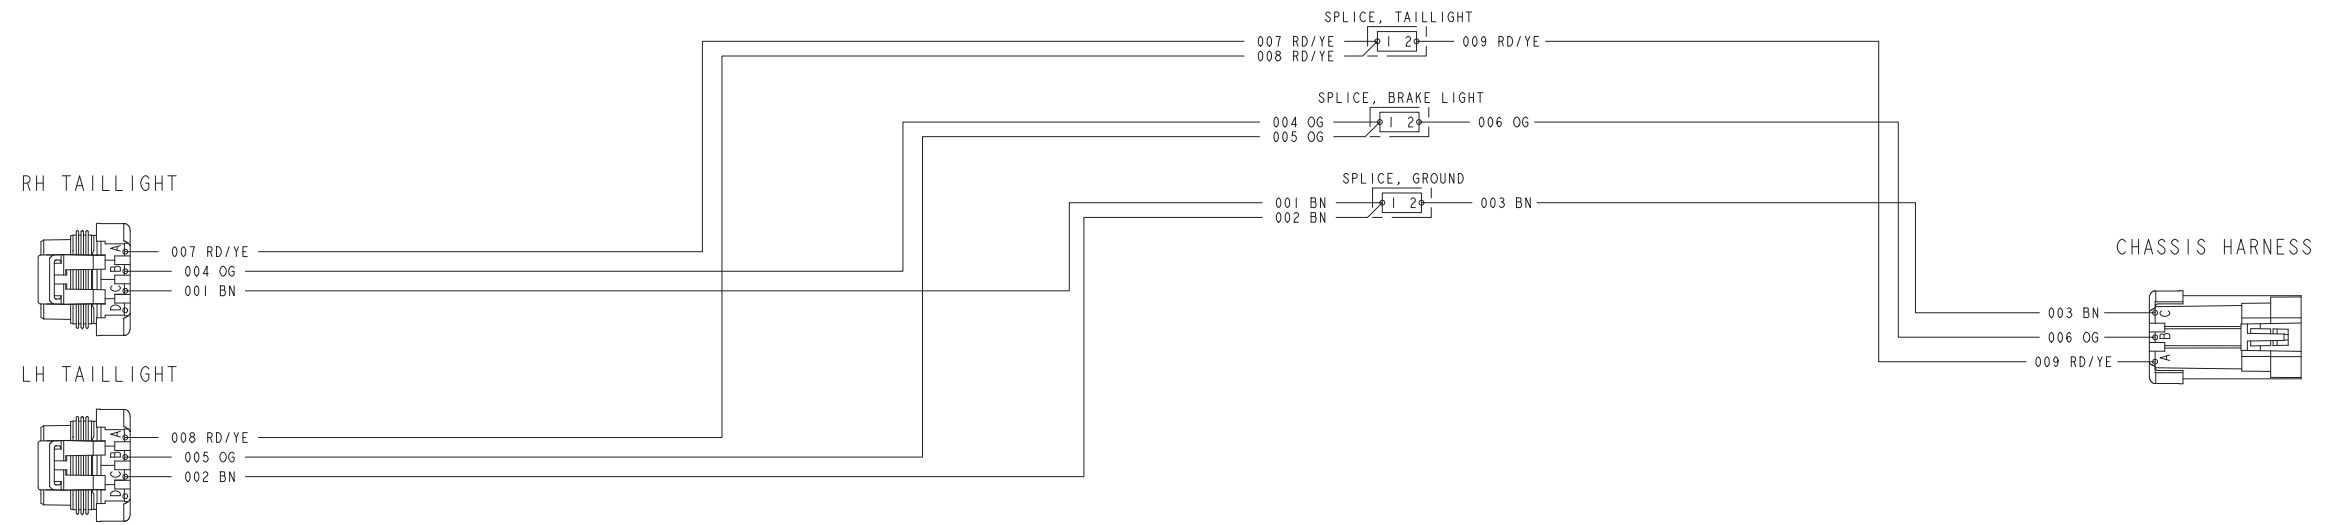 SPLICE, TAILLIGHT
007 RD/YE 1 2 009 RD/YE
008 RD/YE
SPLICE, BRAKE LIGHT
004 OG 1 2 006 OG
005 OG
SPLICE, GROUND
001 BN 1 2 003 BN
002 BN
RH TAILLIGHT
A 007 RD/YE
B 004 OG
C 001 BN
D
LH TAILLIGHT
A 008 RD/YE
B 005 OG
C 002 BN
D
CHASSIS HARNESS
003 BN C
006 OG B
009 RD/YE A